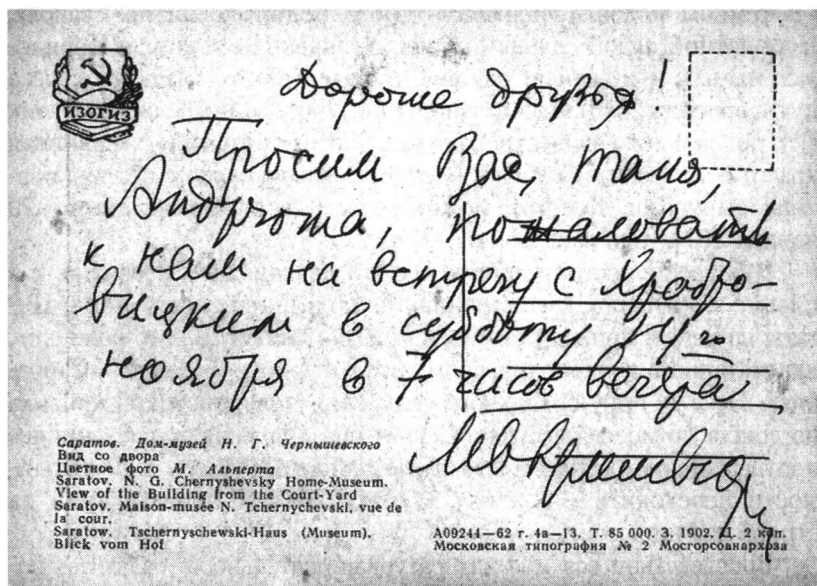 ИЗОГИЗ
Дорогие друзья!
Просим Вас, Таня,
Андрюша, пожаловать
к нам на встречу с Храбро-
вицким в субботу 14го
ноября в 7 часов вечера
Саратов. Дом-музей Н. Г. Чернышевского
Вид со двора
Цветное фото М. Альперта
Saratov. N. G. Chernyshevsky Home-Museum.
View of the Building from the Court-Yard
Saratov. Maison-musée N. Tchernychevski, vue de
la cour.
Saratow. Tschernyschewski-Haus (Museum).
Blick vom Hof
А09244—62 г. 4а—13. Т. 85 000. З. 1902. Ц. 2 коп.
Московская типография № 2 Мосгорсовнархоза